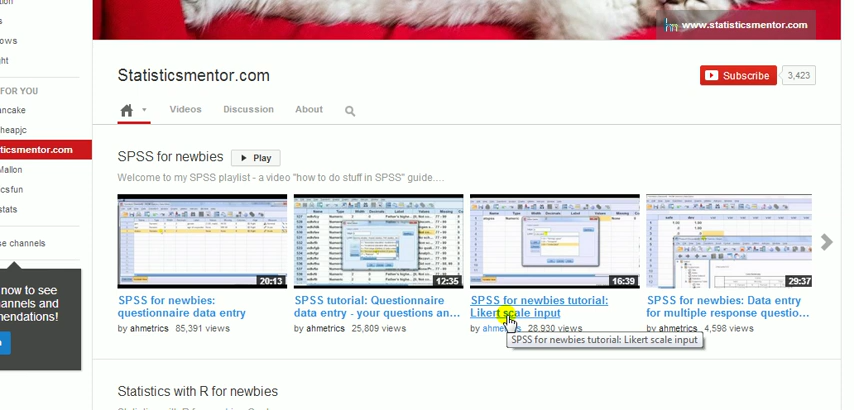 www.statisticsmentor.com
Statisticsmentor.com
Subscribe 3,423
Videos Discussion About
FOR YOU
ancake
heapjc
ticsmentor.com
Mallon
csfun
stats
se channels
now to see
annels and
mendations!
SPSS for newbies Play
Welcome to my SPSS playlist - a video "how to do stuff in SPSS" guide....
20:13
SPSS for newbies:
questionnaire data entry
by ahmetrics 85,391 views
12:35
SPSS tutorial: Questionnaire
data entry - your questions an...
by ahmetrics 25,809 views
16:39
SPSS for newbies tutorial:
Likert scale input
by ahmetrics 28,930 views
SPSS for newbies tutorial: Likert scale input
29:37
SPSS for newbies: Data entry
for multiple response questio...
by ahmetrics 4,598 views
Statistics with R for newbies